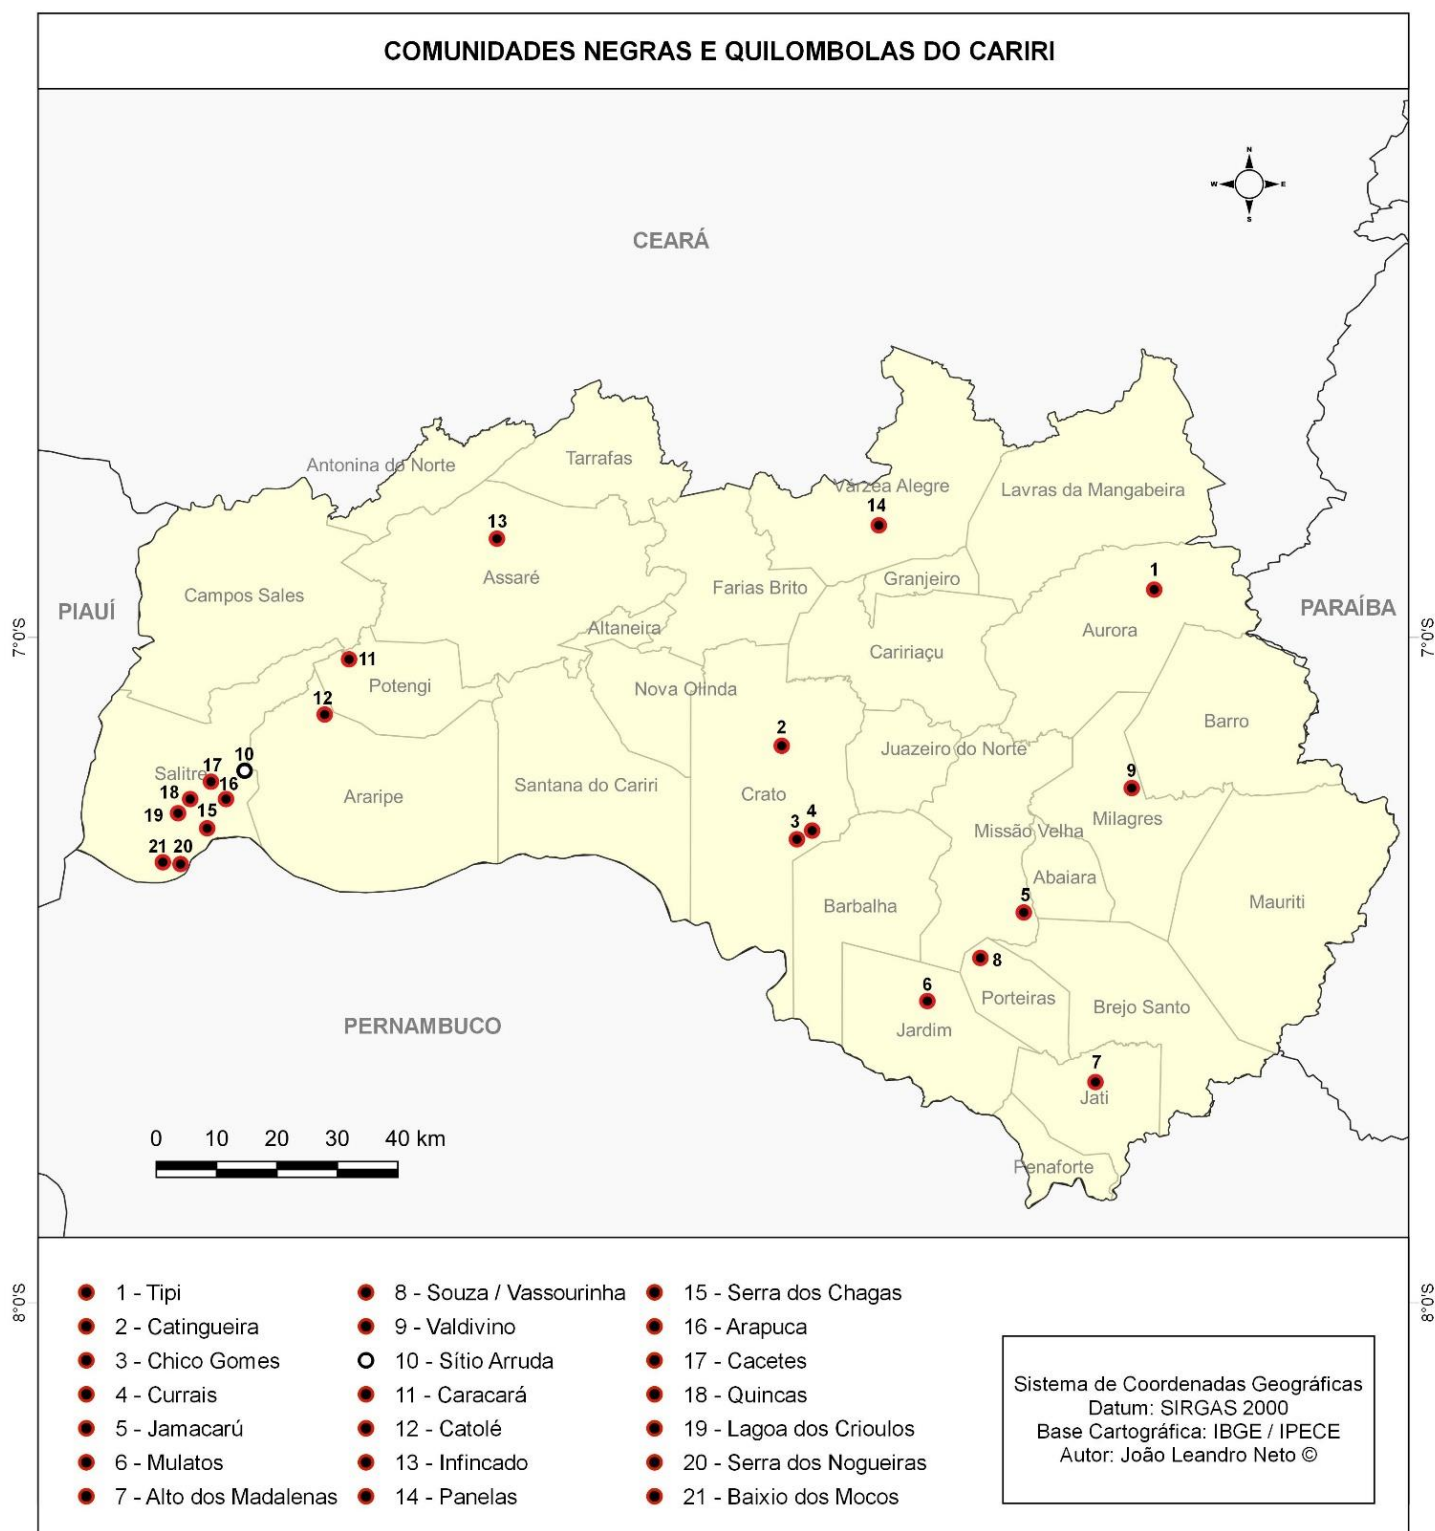 COMUNIDADES NEGRAS E QUILOMBOLAS DO CARIRI
N
W E
S
CEARÁ
Antonina do Norte
Tarrafas
Várzea Alegre
Lavras da Mangabeira
14
13
Assaré
Campos Sales
Farias Brito
Granjeiro
1
PIAUÍ
PARAÍBA
Altaneira
Aurora
7°0'S
7°0'S
Caririaçu
11
Potengi
Nova Olinda
12
Barro
2
Juazeiro do Norte
10
17
Salitre
16
9
Santana do Cariri
Crato
Araripe
18
19
15
4
3
Missão Velha
Milagres
21
20
Abaiara
5
Barbalha
Mauriti
8
6
Porteiras
Brejo Santo
PERNAMBUCO
Jardim
7
Jati
0 10 20 30 40 km
Penaforte
8°0'S
8°0'S
1 - Tipi
2 - Catingueira
3 - Chico Gomes
4 - Currais
5 - Jamacarú
6 - Mulatos
7 - Alto dos Madalenas
8 - Souza / Vassourinha
9 - Valdivino
10 - Sítio Arruda
11 - Caracará
12 - Catolé
13 - Infincado
14 - Panelas
15 - Serra dos Chagas
16 - Arapuca
17 - Cacetes
18 - Quincas
19 - Lagoa dos Crioulos
20 - Serra dos Nogueiras
21 - Baixio dos Mocos
Sistema de Coordenadas Geográficas
Datum: SIRGAS 2000
Base Cartográfica: IBGE / IPECE
Autor: João Leandro Neto ©